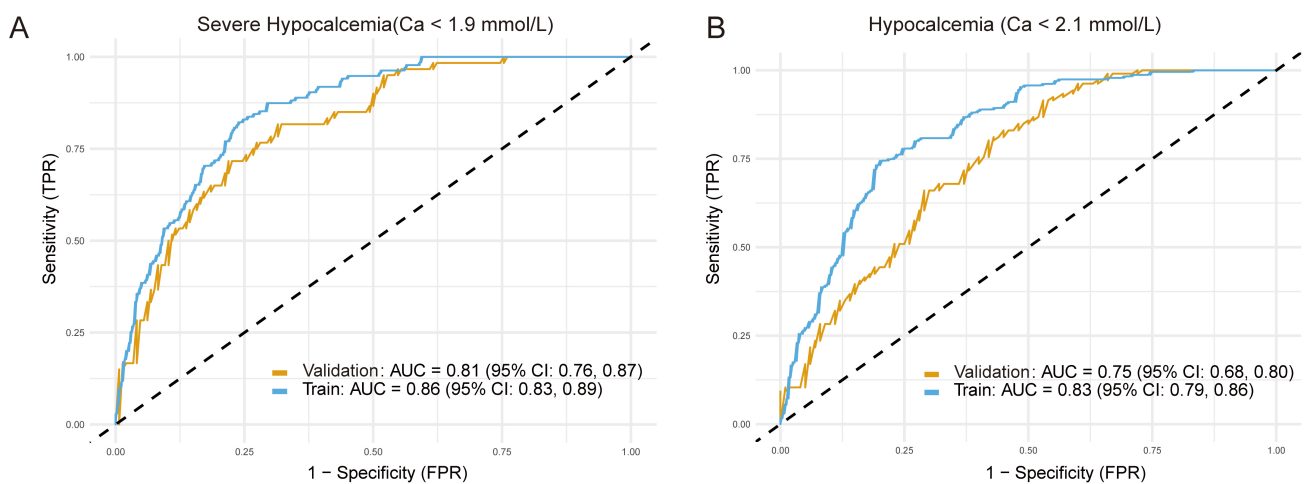 A
Severe Hypocalcemia(Ca < 1.9 mmol/L)
1.00
0.75
0.50
0.25
0.00
Sensitivity (TPR)
Validation: AUC = 0.81 (95% CI: 0.76, 0.87)
Train: AUC = 0.86 (95% CI: 0.83, 0.89)
0.00 0.25 0.50 0.75 1.00
1 − Specificity (FPR)
B
Hypocalcemia (Ca < 2.1 mmol/L)
1.00
0.75
0.50
0.25
0.00
Sensitivity (TPR)
Validation: AUC = 0.75 (95% CI: 0.68, 0.80)
Train: AUC = 0.83 (95% CI: 0.79, 0.86)
0.00 0.25 0.50 0.75 1.00
1 − Specificity (FPR)